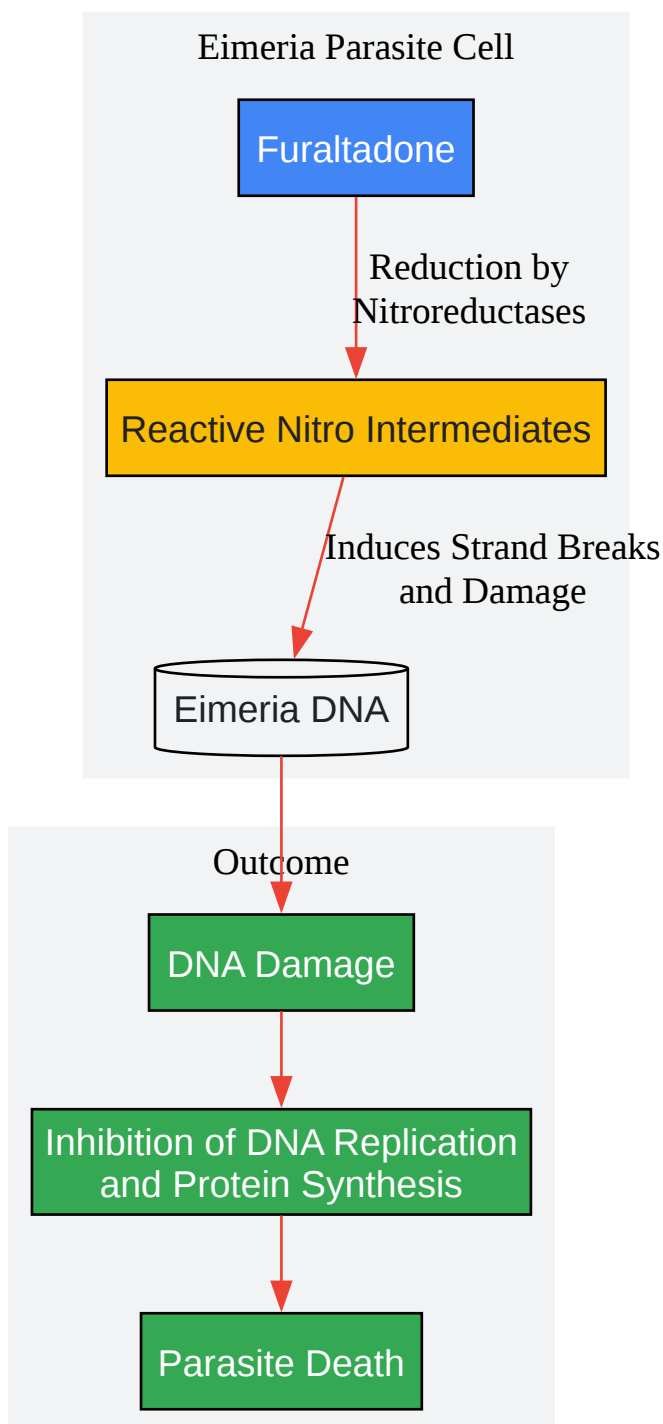 Eimeria Parasite Cell
Furaltadone
Reduction by
Nitroreductases
Reactive Nitro Intermediates
Induces Strand Breaks
and Damage
Eimeria DNA
Outcome
DNA Damage
Inhibition of DNA Replication
and Protein Synthesis
Parasite Death